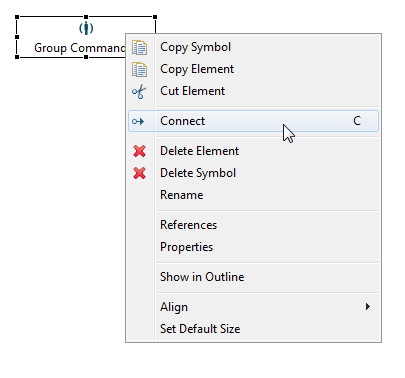 Group Comman
Copy Symbol
Copy Element
Cut Element
Connect C
Delete Element
Delete Symbol
Rename
References
Properties
Show in Outline
Align
Set Default Size